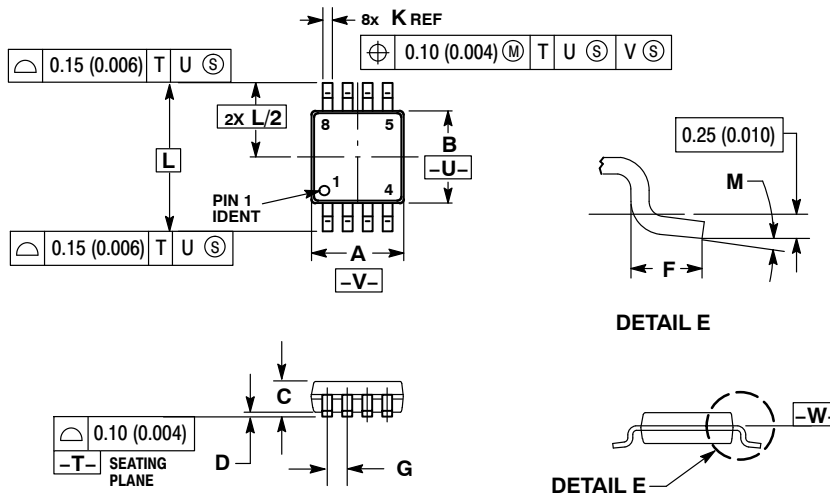 8x K REF
⌖ 0.10 (0.004) Ⓜ T U Ⓢ V Ⓢ
⌓ 0.15 (0.006) T U Ⓢ
2X L/2
8
5
B
–U–
L
PIN 1
IDENT
1
4
⌓ 0.15 (0.006) T U Ⓢ
A
–V–
0.25 (0.010)
M
F
DETAIL E
C
⌓ 0.10 (0.004)
–T– SEATING
PLANE
D
G
–W–
DETAIL E